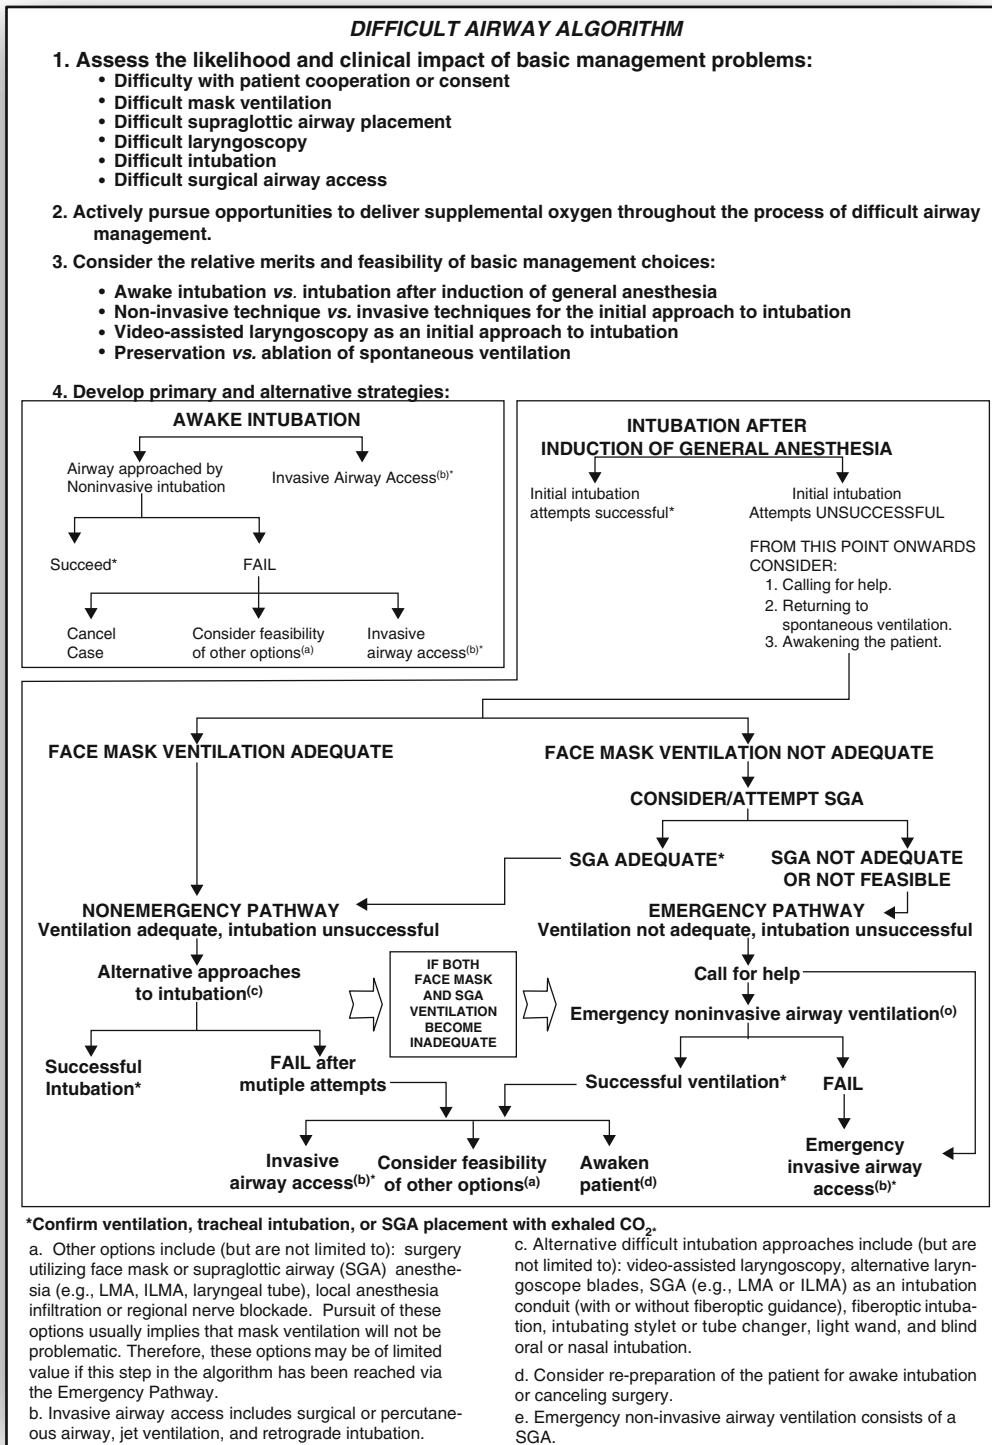 DIFFICULT AIRWAY ALGORITHM
1. Assess the likelihood and clinical impact of basic management problems:
• Difficulty with patient cooperation or consent
• Difficult mask ventilation
• Difficult supraglottic airway placement
• Difficult laryngoscopy
• Difficult intubation
• Difficult surgical airway access
2. Actively pursue opportunities to deliver supplemental oxygen throughout the process of difficult airway
management.
3. Consider the relative merits and feasibility of basic management choices:
• Awake intubation vs. intubation after induction of general anesthesia
• Non-invasive technique vs. invasive techniques for the initial approach to intubation
• Video-assisted laryngoscopy as an initial approach to intubation
• Preservation vs. ablation of spontaneous ventilation
4. Develop primary and alternative strategies:
AWAKE INTUBATION
Airway approached by
Noninvasive intubation
Invasive Airway Access(b)*
Succeed*
FAIL
Cancel
Case
Consider feasibility
of other options(a)
Invasive
airway access(b)*
INTUBATION AFTER
INDUCTION OF GENERAL ANESTHESIA
Initial intubation
attempts successful*
Initial intubation
Attempts UNSUCCESSFUL
FROM THIS POINT ONWARDS
CONSIDER:
1. Calling for help.
2. Returning to
spontaneous ventilation.
3. Awakening the patient.
FACE MASK VENTILATION ADEQUATE
FACE MASK VENTILATION NOT ADEQUATE
CONSIDER/ATTEMPT SGA
SGA ADEQUATE*
SGA NOT ADEQUATE
OR NOT FEASIBLE
NONEMERGENCY PATHWAY
Ventilation adequate, intubation unsuccessful
EMERGENCY PATHWAY
Ventilation not adequate, intubation unsuccessful
Alternative approaches
to intubation(c)
IF BOTH
FACE MASK
AND SGA
VENTILATION
BECOME
INADEQUATE
Call for help
Emergency noninvasive airway ventilation(o)
Successful
Intubation*
FAIL after
mutiple attempts
Successful ventilation*
FAIL
Invasive
airway access(b)*
Consider feasibility
of other options(a)
Awaken
patient(d)
Emergency
invasive airway
access(b)*
*Confirm ventilation, tracheal intubation, or SGA placement with exhaled CO2*
a. Other options include (but are not limited to): surgery
utilizing face mask or supraglottic airway (SGA) anesthe-
sia (e.g., LMA, ILMA, laryngeal tube), local anesthesia
infiltration or regional nerve blockade. Pursuit of these
options usually implies that mask ventilation will not be
problematic. Therefore, these options may be of limited
value if this step in the algorithm has been reached via
the Emergency Pathway.
b. Invasive airway access includes surgical or percutane-
ous airway, jet ventilation, and retrograde intubation.
c. Alternative difficult intubation approaches include (but are
not limited to): video-assisted laryngoscopy, alternative laryn-
goscope blades, SGA (e.g., LMA or ILMA) as an intubation
conduit (with or without fiberoptic guidance), fiberoptic intuba-
tion, intubating stylet or tube changer, light wand, and blind
oral or nasal intubation.
d. Consider re-preparation of the patient for awake intubation
or canceling surgery.
e. Emergency non-invasive airway ventilation consists of a
SGA.